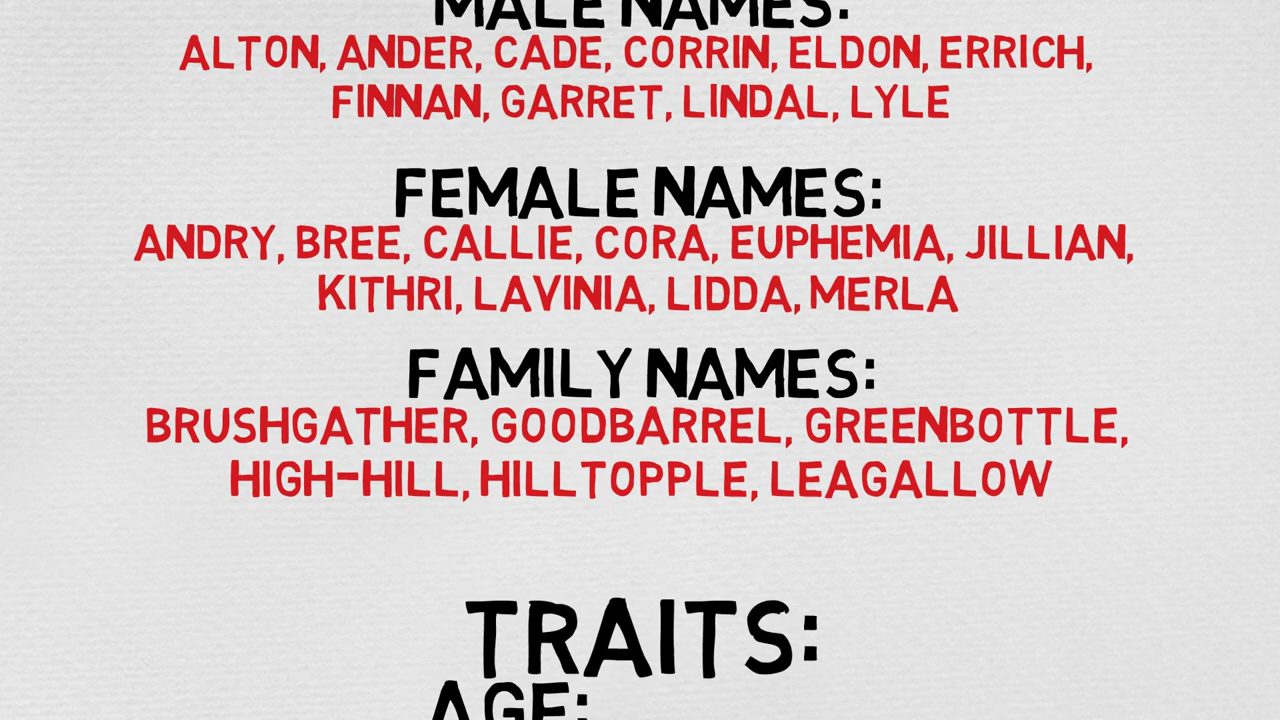 MALE NAMES:
ALTON, ANDER, CADE, CORRIN, ELDON, ERRICH,
FINNAN, GARRET, LINDAL, LYLE
FEMALE NAMES:
ANDRY, BREE, CALLIE, CORA, EUPHEMIA, JILLIAN,
KITHRI, LAVINIA, LIDDA, MERLA
FAMILY NAMES:
BRUSHGATHER, GOODBARREL, GREENBOTTLE,
HIGH-HILL, HILLTOPPLE, LEAGALLOW
TRAITS:
AGE: